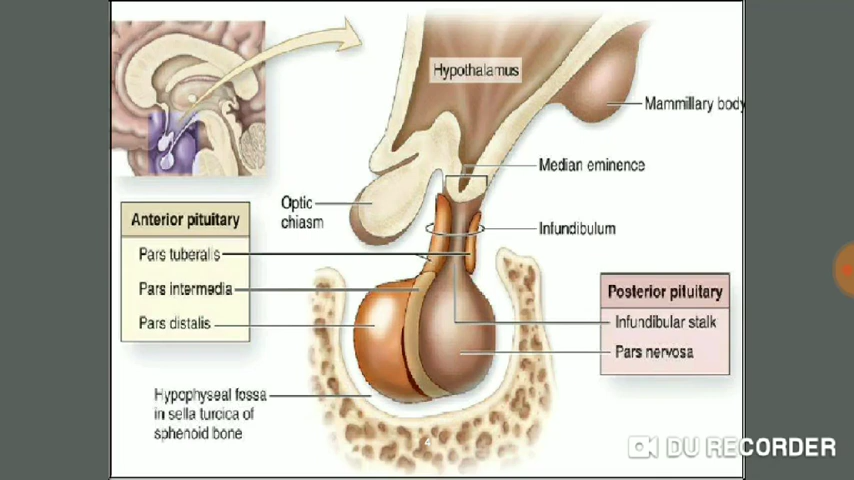 Hypothalamus
Mammillary body
Median eminence
Optic
chiasm
Infundibulum
Anterior pituitary
Pars tuberalis
Pars intermedia
Pars distalis
Posterior pituitary
Infundibular stalk
Pars nervosa
Hypophyseal fossa
in sella turcica of
sphenoid bone
4
DU RECORDER